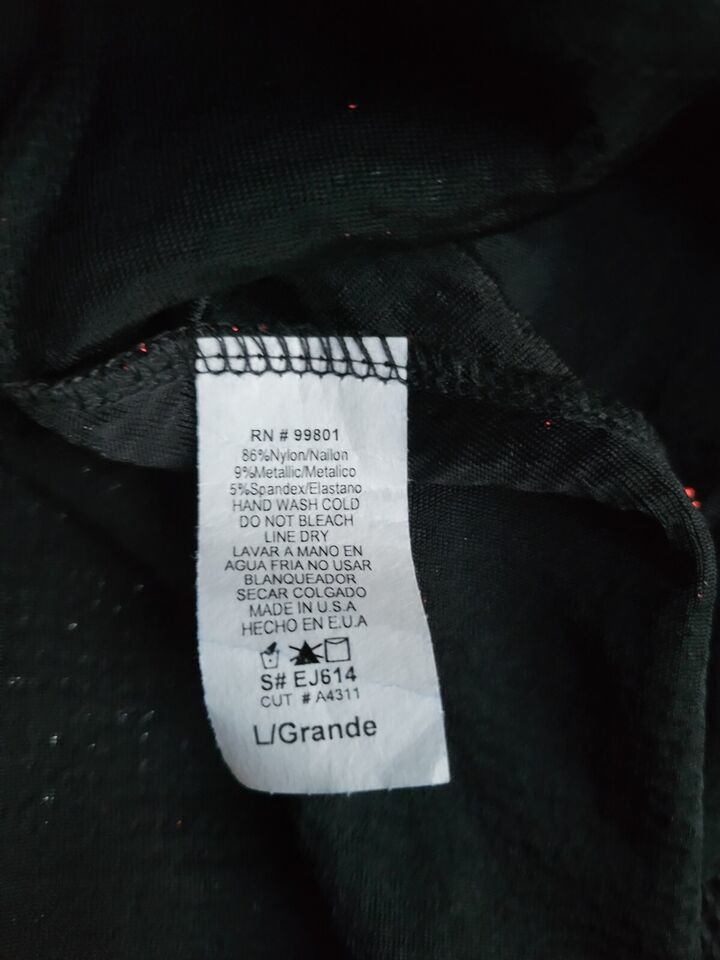 RN # 99801
86%Nylon/Nailon
9%Metallic/Metalico
5%Spandex/Elastano
HAND WASH COLD
DO NOT BLEACH
LINE DRY
LAVAR A MANO EN
AGUA FRIA NO USAR
BLANQUEADOR
SECAR COLGADO
MADE IN U.S.A
HECHO EN E.U.A
S# EJ614
CUT # A4311
L/Grande